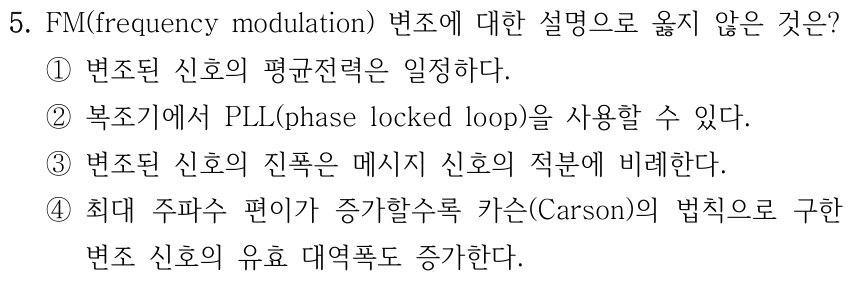 5. FM(frequency modulation) 변조에 대한 설명으로 옳지 않은 것은?
① 변조된 신호의 평균전력은 일정하다.
② 복조기에서 PLL(phase locked loop)을 사용할 수 있다.
③ 변조된 신호의 진폭은 메시지 신호의 적분에 비례한다.
④ 최대 주파수 편이가 증가할수록 카슨(Carson)의 법칙으로 구한
변조 신호의 유효 대역폭도 증가한다.